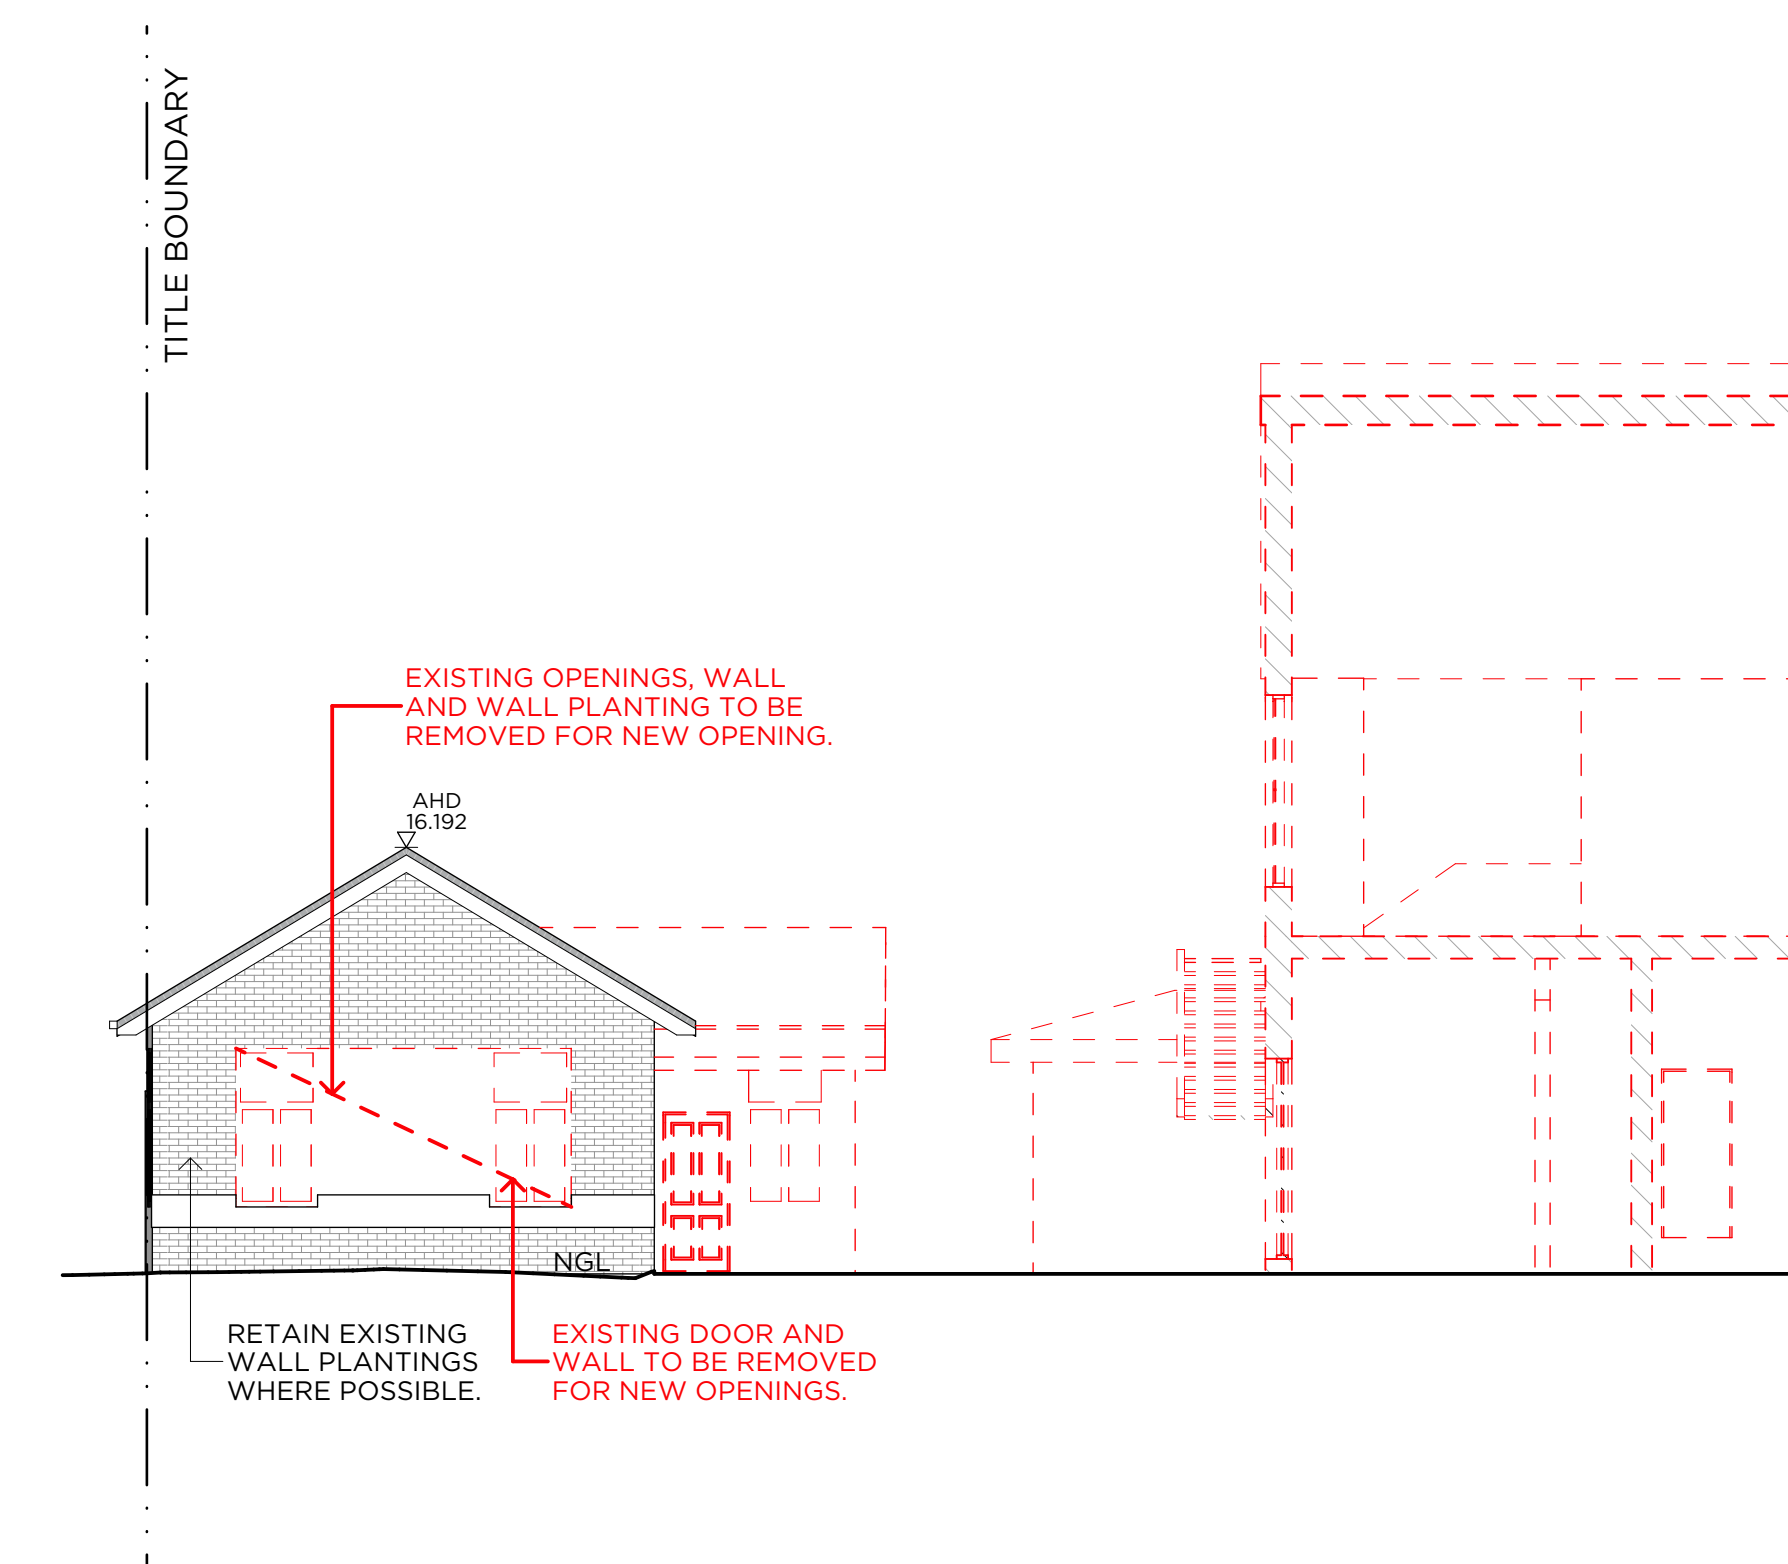 TITLE BOUNDARY
EXISTING OPENINGS, WALL
AND WALL PLANTING TO BE
REMOVED FOR NEW OPENING.
AHD
16.192
NGL
RETAIN EXISTING
WALL PLANTINGS
WHERE POSSIBLE.
EXISTING DOOR AND
WALL TO BE REMOVED
FOR NEW OPENINGS.